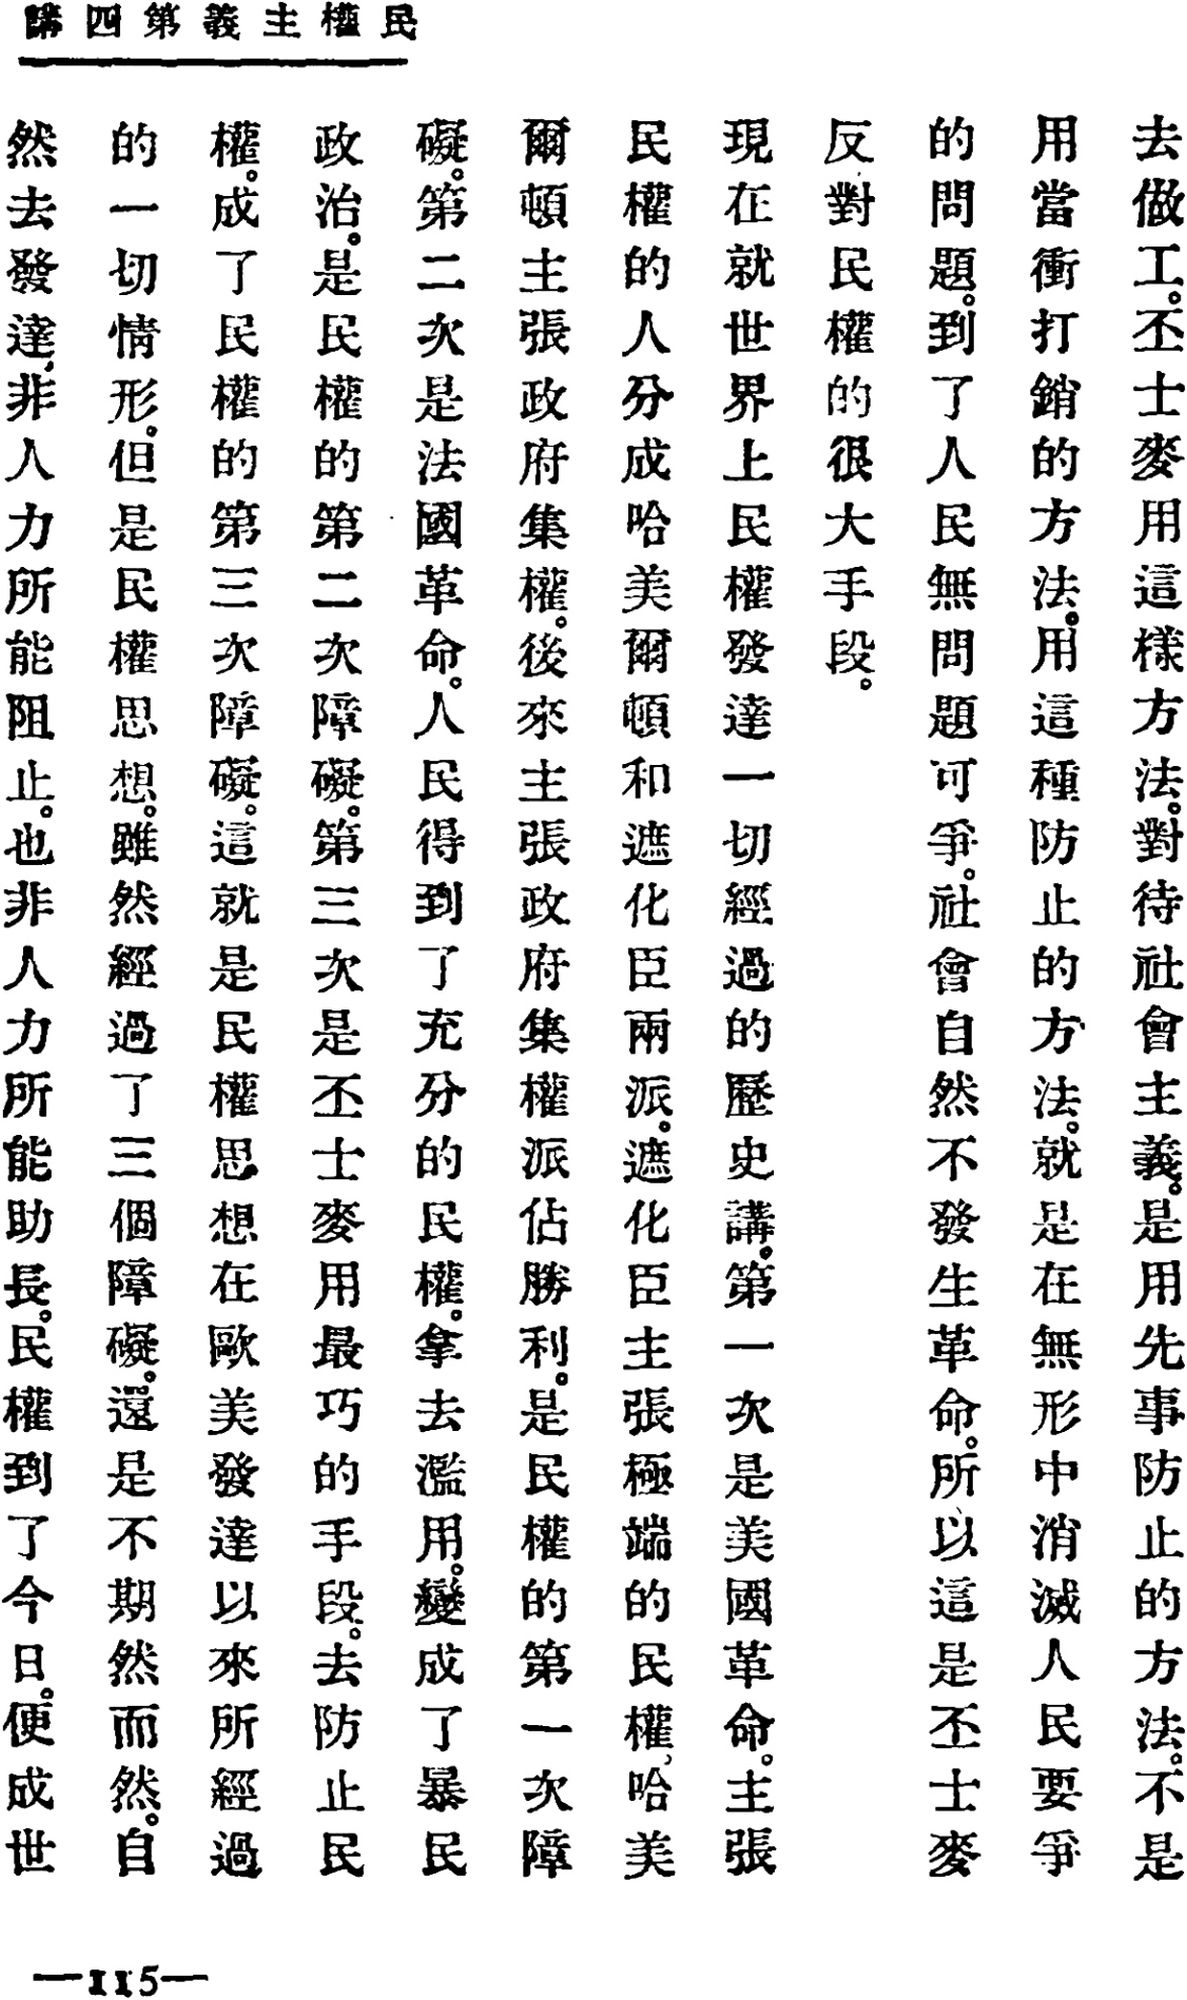 民權主義第四講
去做工。丕士麥用這樣方法。對待社會主義。是用先事防止的方法。不是
用當衝打銷的方法。用這種防止的方法。就是在無形中消滅人民要爭
的問題。到了人民無問題可爭。社會自然不發生革命。所以這是丕士麥
反對民權的很大手段。
現在就世界上民權發達一切經過的歷史講。第一次是美國革命。主張
民權的人分成哈美爾頓和遮化臣兩派。遮化臣主張極端的民權、哈美
爾頓主張政府集權。後來主張政府集權派佔勝利。是民權的第一次障
礙。第二次是法國革命。人民得到了充分的民權。拿去濫用。變成了暴民
政治。是民權的第二次障礙。第三次是丕士麥用最巧的手段。去防止民
權。成了民權的第三次障礙。這就是民權思想在歐美發達以來所經過
的一切情形。但是民權思想。雖然經過了三個障礙。還是不期然而然。自
然去發達、非人力所能阻止。也非人力所能助長。民權到了今日。便成世
—115—